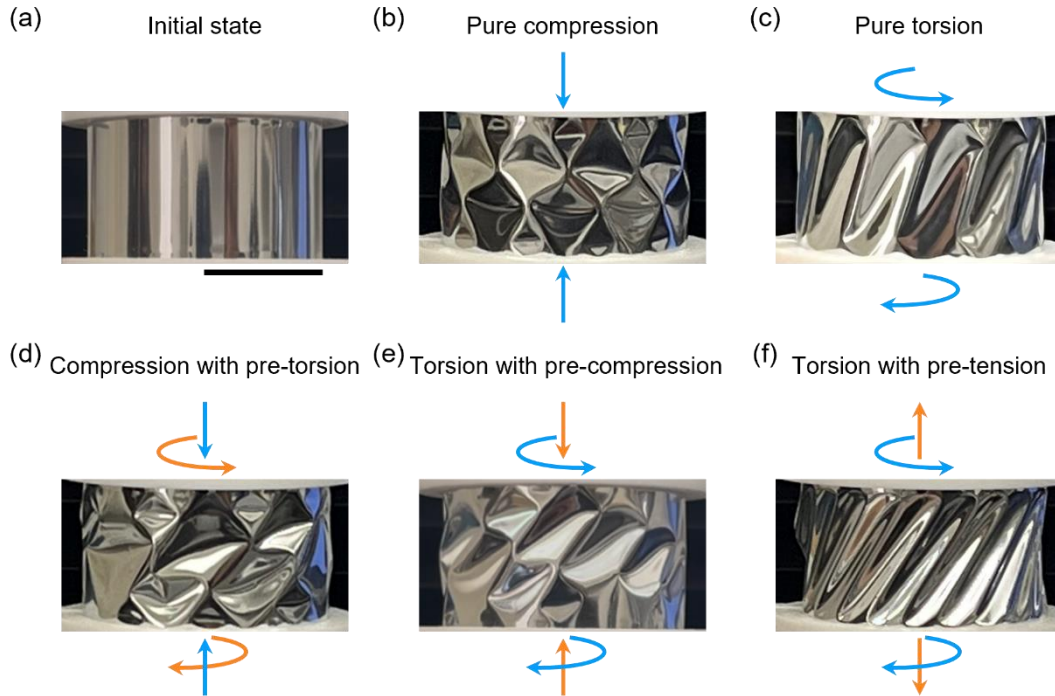 (a) Initial state
(b) Pure compression
(c) Pure torsion
(d) Compression with pre-torsion
(e) Torsion with pre-compression
(f) Torsion with pre-tension